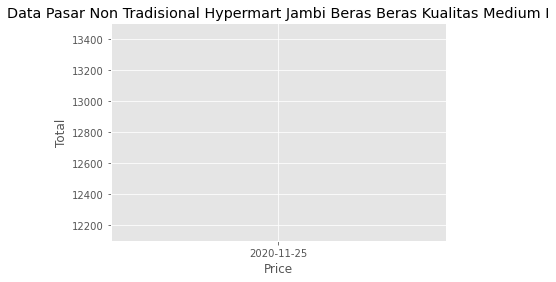 Data Pasar Non Tradisional Hypermart Jambi Beras Beras Kualitas Medium I
13400
13200
13000
12800
12600
12400
12200
Total
2020-11-25
Price